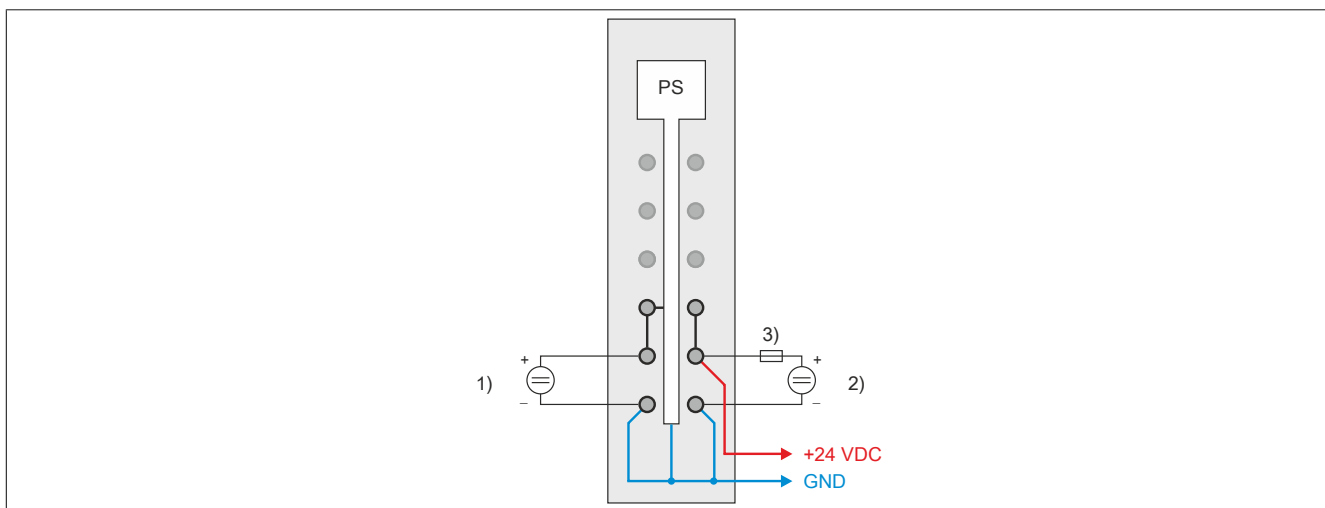 PS
3)
+
+
1)
2)
–
–
+24 VDC
GND